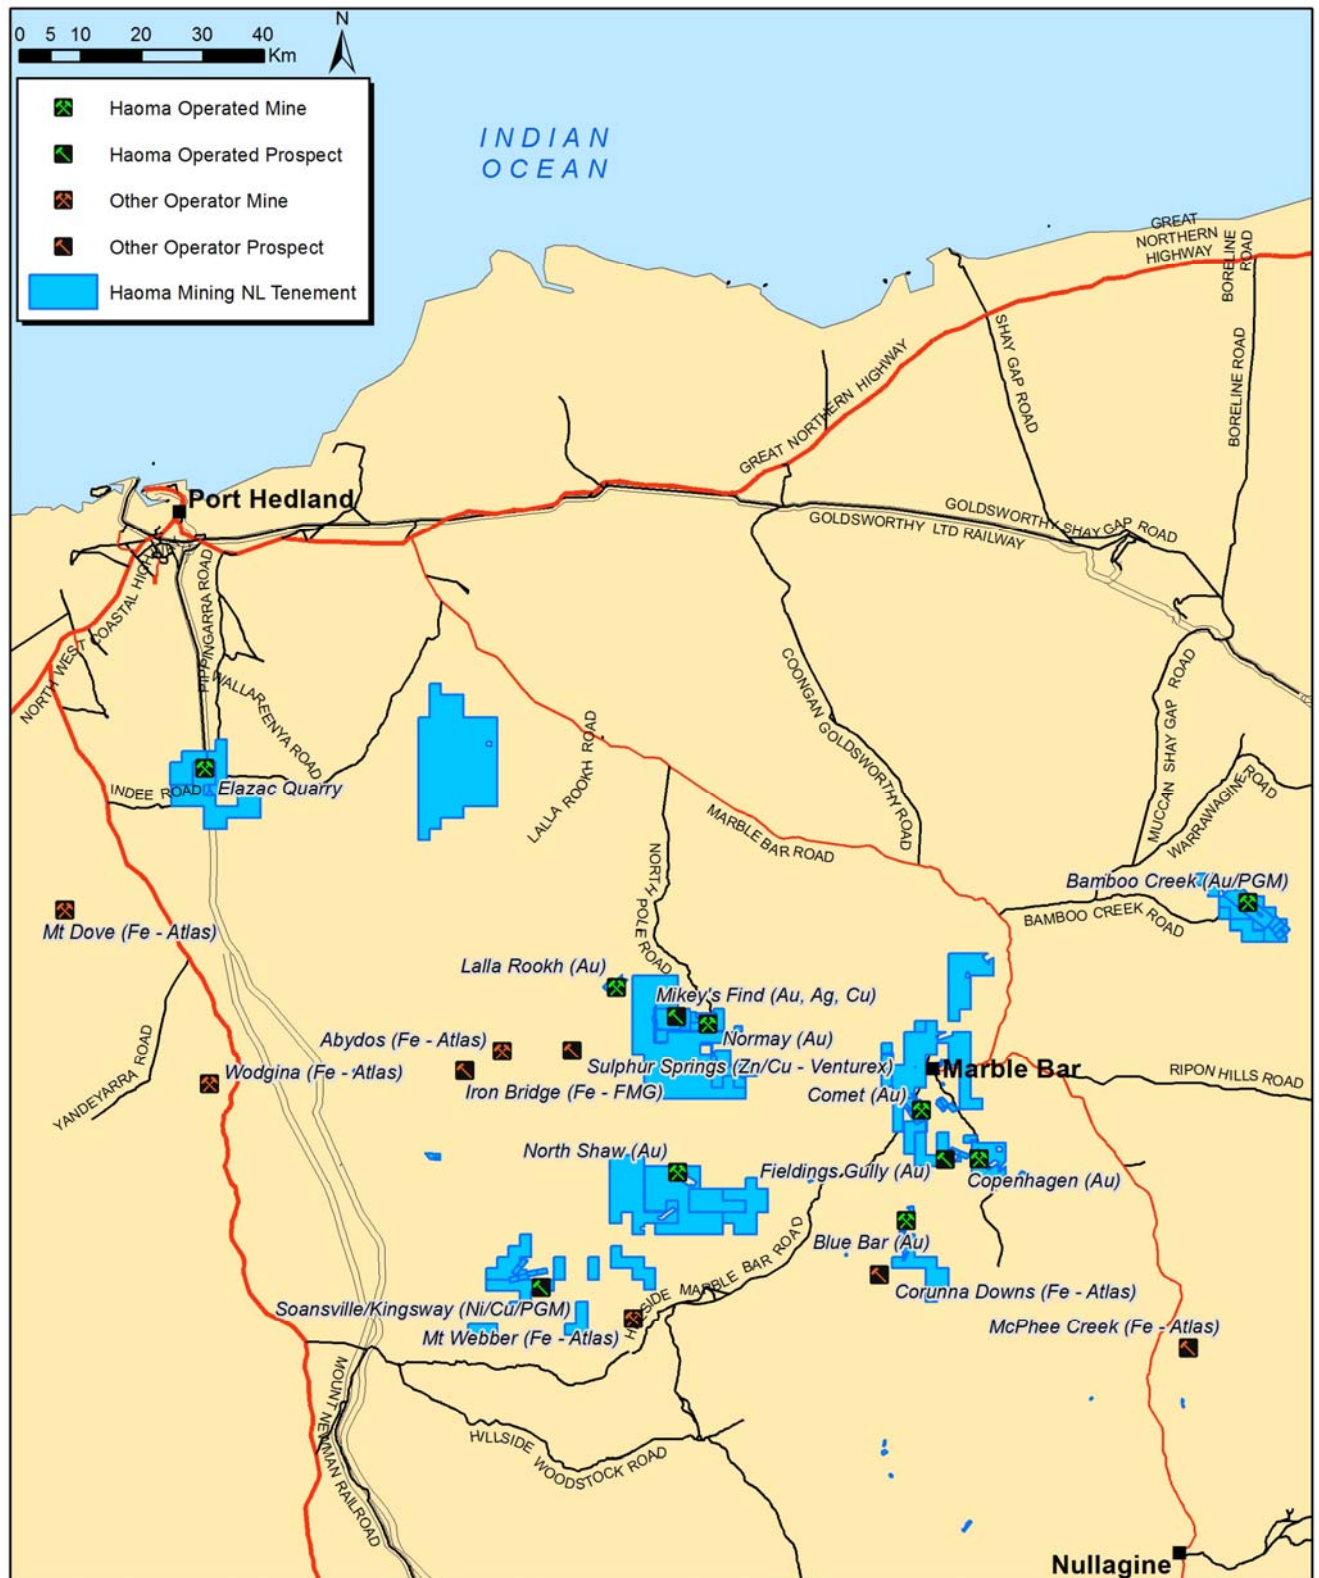 0 5 10 20 30 40
Km
N
Haoma Operated Mine
Haoma Operated Prospect
Other Operator Mine
Other Operator Prospect
Haoma Mining NL Tenement
INDIAN
OCEAN
GREAT
NORTHERN
HIGHWAY
BORELINE
ROAD
SHAY GAP ROAD
BORELINE ROAD
GREAT NORTHERN HIGHWAY
Port Hedland
GOLDSWORTHY SHAY GAP ROAD
GOLDSWORTHY LTD RAILWAY
NORTH WEST COASTAL HIGHWAY
PIPPINGARRA ROAD
WALLAREENYA ROAD
COONGAN GOLDSWORTHY ROAD
MUCCAN SHAY GAP ROAD
LALLA ROOKH ROAD
INDEE ROAD
Elazac Quarry
WARRAWAGINE ROAD
MARBLE BAR ROAD
NORTH POLE ROAD
Bamboo Creek (Au/PGM)
BAMBOO CREEK ROAD
Mt Dove (Fe - Atlas)
Lalla Rookh (Au)
Mikey's Find (Au, Ag, Cu)
Normay (Au)
Abydos (Fe - Atlas)
Sulphur Springs (Zn/Cu - Venturex)
Marble Bar
RIPON HILLS ROAD
YANDEYARRA ROAD
Wodgina (Fe - Atlas)
Iron Bridge (Fe - FMG)
Comet (Au)
North Shaw (Au)
Fieldings Gully (Au)
Copenhagen (Au)
Blue Bar (Au)
HILLSIDE MARBLE BAR ROAD
Corunna Downs (Fe - Atlas)
Soansville/Kingsway (Ni/Cu/PGM)
Mt Webber (Fe - Atlas)
McPhee Creek (Fe - Atlas)
MOUNT NEWMAN RAILROAD
HILLSIDE WOODSTOCK ROAD
Nullagine